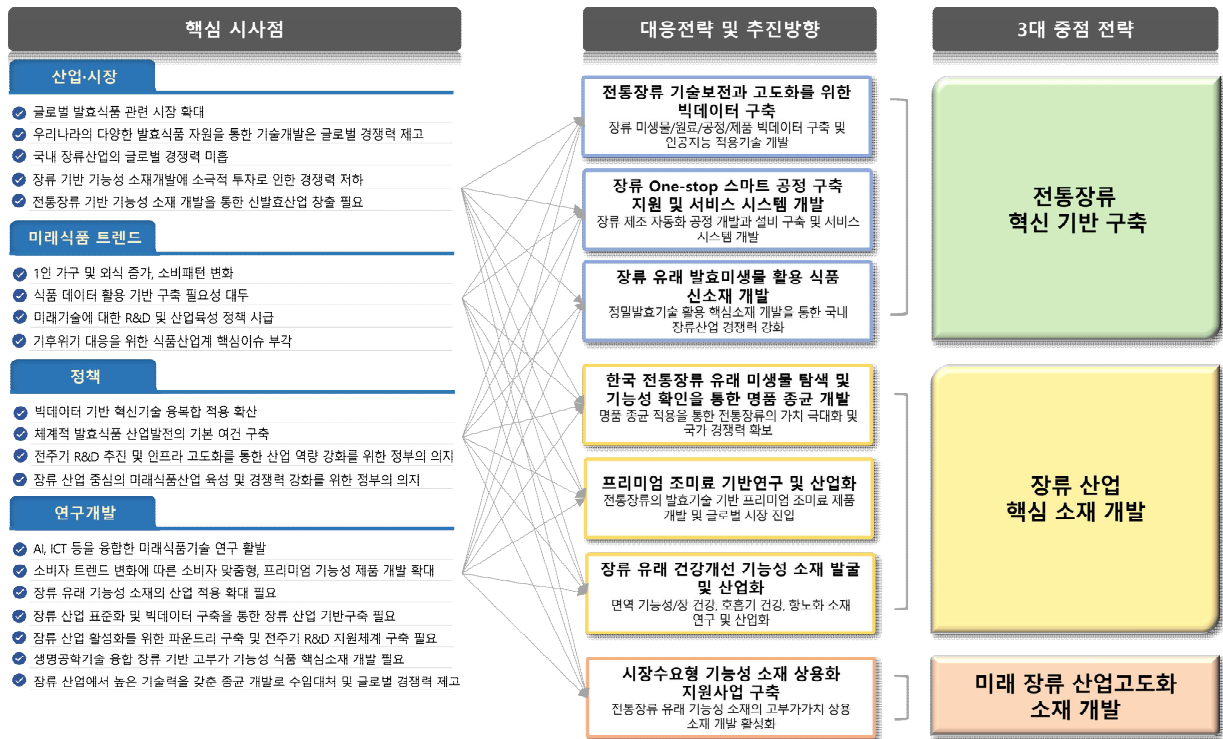 핵심 시사점
산업·시장
글로벌 발효식품 관련 시장 확대
우리나라의 다양한 발효식품 자원을 통한 기술개발은 글로벌 경쟁력 제고
국내 장류산업의 글로벌 경쟁력 미흡
장류 기반 기능성 소재개발에 소극적 투자로 인한 경쟁력 저하
전통장류 기반 기능성 소재 개발을 통한 신발효산업 창출 필요
미래식품 트렌드
1인 가구 및 외식 증가, 소비패턴 변화
식품 데이터 활용 기반 구축 필요성 대두
미래기술에 대한 R&D 및 산업육성 정책 시급
기후위기 대응을 위한 식품산업계 핵심이슈 부각
정책
빅데이터 기반 혁신기술 융복합 적용 확산
체계적 발효식품 산업발전의 기본 여건 구축
전주기 R&D 추진 및 인프라 고도화를 통한 산업 역량 강화를 위한 정부의 의지
장류 산업 중심의 미래식품산업 육성 및 경쟁력 강화를 위한 정부의 의지
연구개발
AI, ICT 등을 융합한 미래식품기술 연구 활발
소비자 트렌드 변화에 따른 소비자 맞춤형, 프리미엄 기능성 제품 개발 확대
장류 유래 기능성 소재의 산업 적용 확대 필요
장류 산업 표준화 및 빅데이터 구축을 통한 장류 산업 기반구축 필요
장류 산업 활성화를 위한 파운드리 구축 및 전주기 R&D 지원체계 구축 필요
생명공학기술 융합 장류 기반 고부가 기능성 식품 핵심소재 개발 필요
장류 산업에서 높은 기술력을 갖춘 종균 개발로 수입대처 및 글로벌 경쟁력 제고
대응전략 및 추진방향
전통장류 기술보전과 고도화를 위한
빅데이터 구축
장류 미생물/원료/공정/제품 빅데이터 구축 및
인공지능 적용기술 개발
장류 One-stop 스마트 공정 구축
지원 및 서비스 시스템 개발
장류 제조 자동화 공정 개발과 설비 구축 및 서비스
시스템 개발
장류 유래 발효미생물 활용 식품
신소재 개발
정밀발효기술 활용 핵심소재 개발을 통한 국내
장류산업 경쟁력 강화
한국 전통장류 유래 미생물 탐색 및
기능성 확인을 통한 명품 종균 개발
명품 종균 적용을 통한 전통장류의 가치 극대화 및
국가 경쟁력 확보
프리미엄 조미료 기반연구 및 산업화
전통장류의 발효기술 기반 프리미엄 조미료 제품
개발 및 글로벌 시장 진입
장류 유래 건강개선 기능성 소재 발굴
및 산업화
면역 기능성/장 건강, 호흡기 건강, 항노화 소재
연구 및 산업화
시장수요형 기능성 소재 상용화
지원사업 구축
전통장류 유래 기능성 소재의 고부가가치 상용
소재 개발 활성화
3대 중점 전략
전통장류
혁신 기반 구축
장류 산업
핵심 소재 개발
미래 장류 산업고도화
소재 개발